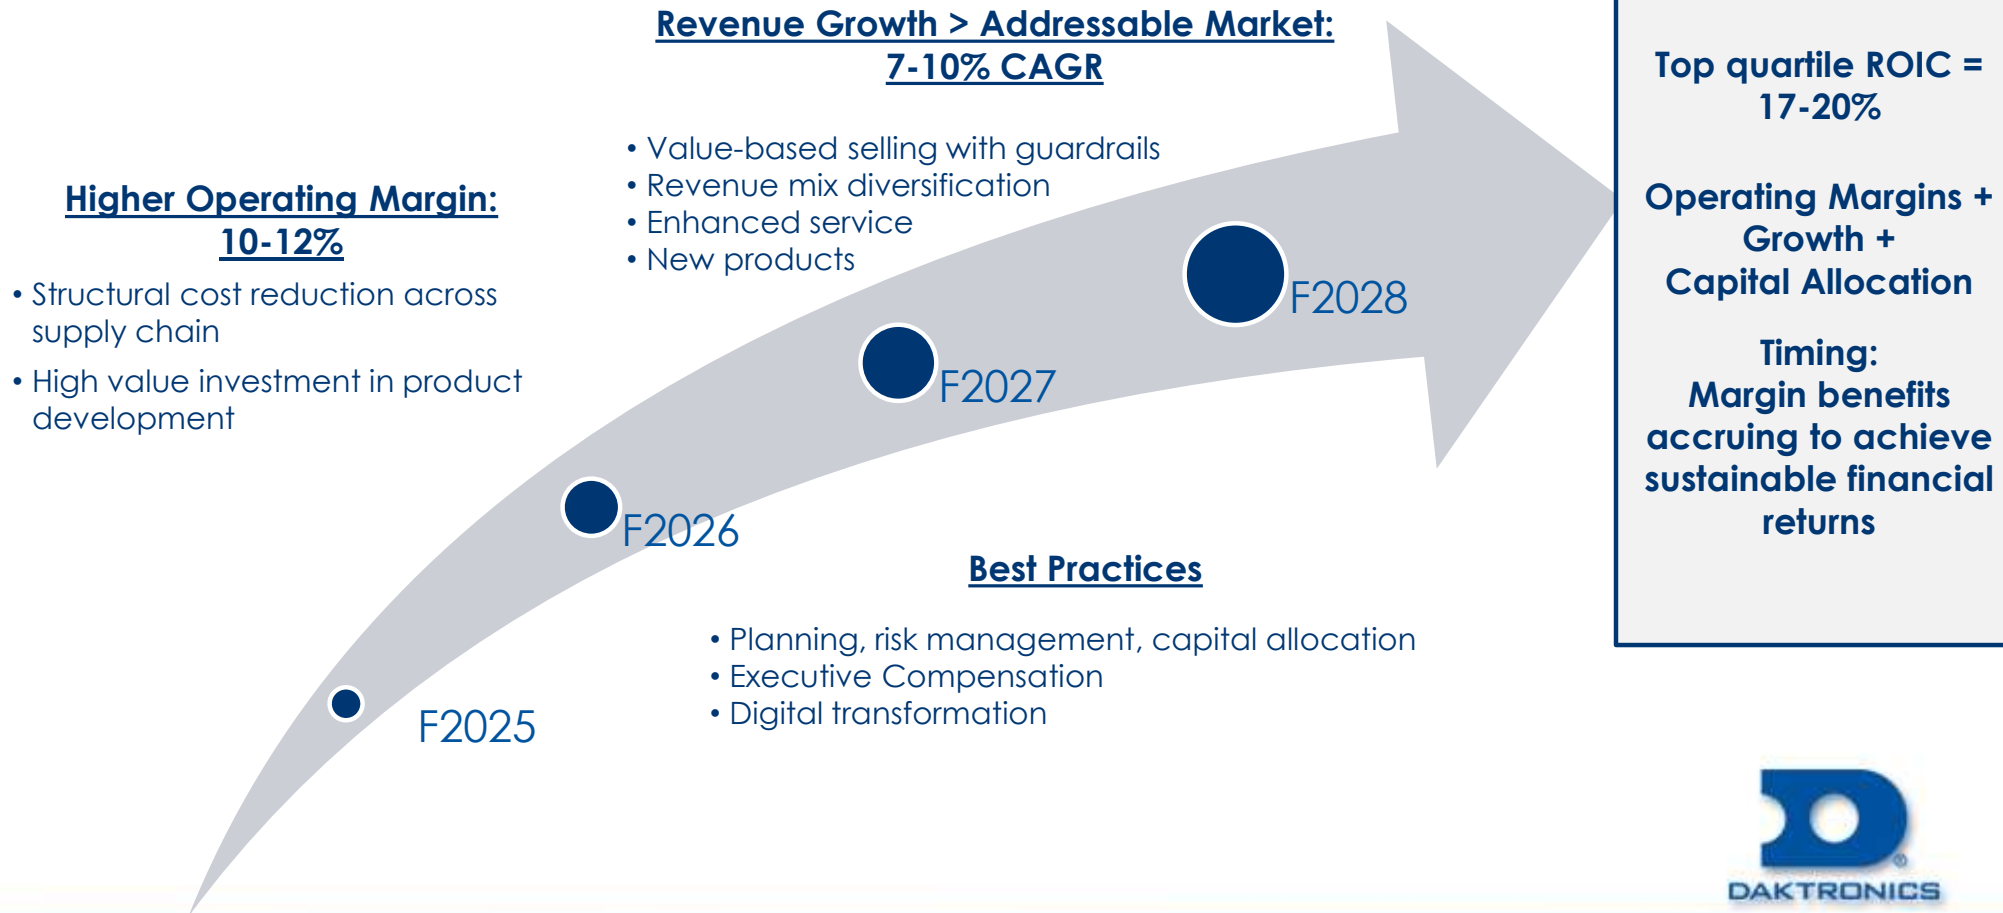 Revenue Growth > Addressable Market:
7-10% CAGR
• Value-based selling with guardrails
• Revenue mix diversification
• Enhanced service
• New products
Higher Operating Margin:
10-12%
• Structural cost reduction across
supply chain
• High value investment in product
development
F2025
F2026
F2027
F2028
Best Practices
• Planning, risk management, capital allocation
• Executive Compensation
• Digital transformation
Top quartile ROIC =
17-20%
Operating Margins +
Growth +
Capital Allocation
Timing:
Margin benefits
accruing to achieve
sustainable financial
returns
®
DAKTRONICS